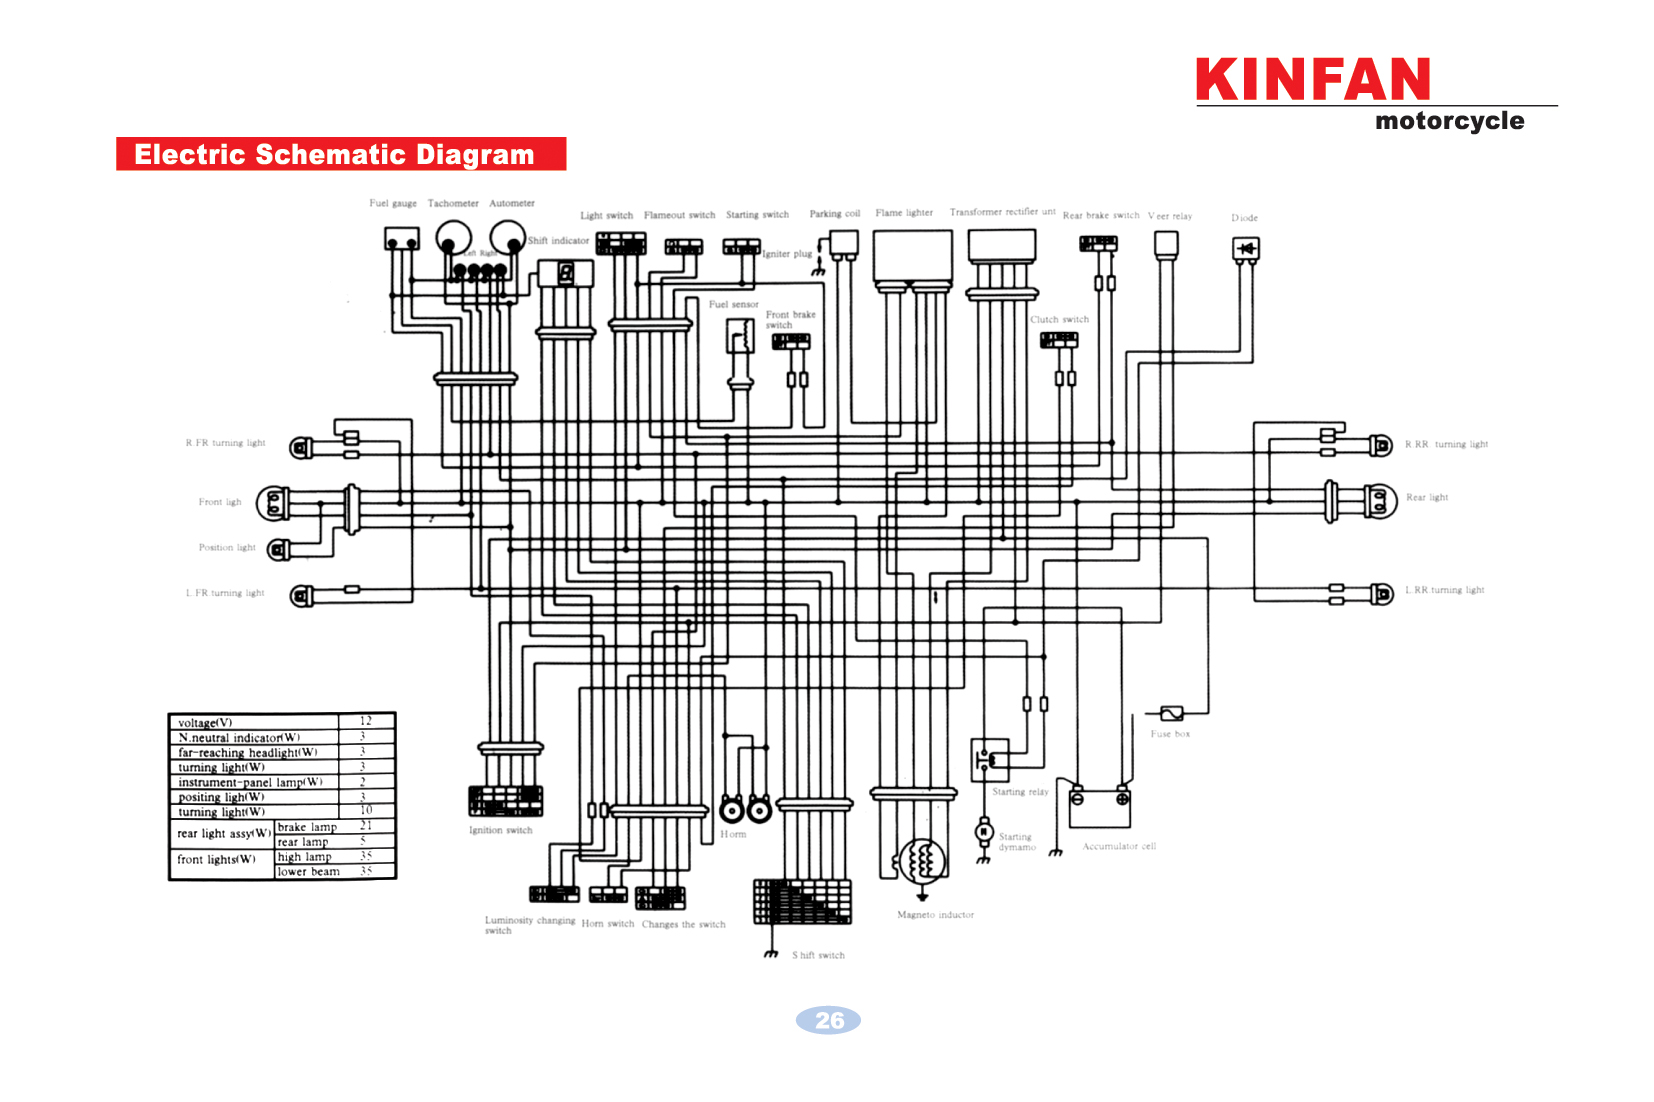 KINFAN
motorcycle
Electric Schematic Diagram
Fuel gauge Tachometer Autometer
Left Right
Shift indicator
Light switch Flameout switch Starting switch Parking coil Flame lighter Transformer rectifier unt Rear brake switch Veer relay Diode
Igniter plug
Fuel sensor
Front brake
switch
Clutch switch
R.FR turning light
R.RR turning light
Front ligh
Rear light
Position light
L.FR turning light
L.RR.turning light
voltage(V) 12
N.neutral indicator(W) 3
far-reaching headlight(W) 3
turning light(W) 3
instrument-panel lamp(W) 2
positing ligh(W) 3
turning light(W) 10
rear light assy(W) brake lamp 21
rear lamp 5
front lights(W) high lamp 35
lower beam 35
Fuse box
Starting relay
Ignition switch
Horm
Starting
dymamo
Accumulator cell
Luminosity changing
switch
Horn switch
Changes the switch
Magneto inductor
Shift switch
26